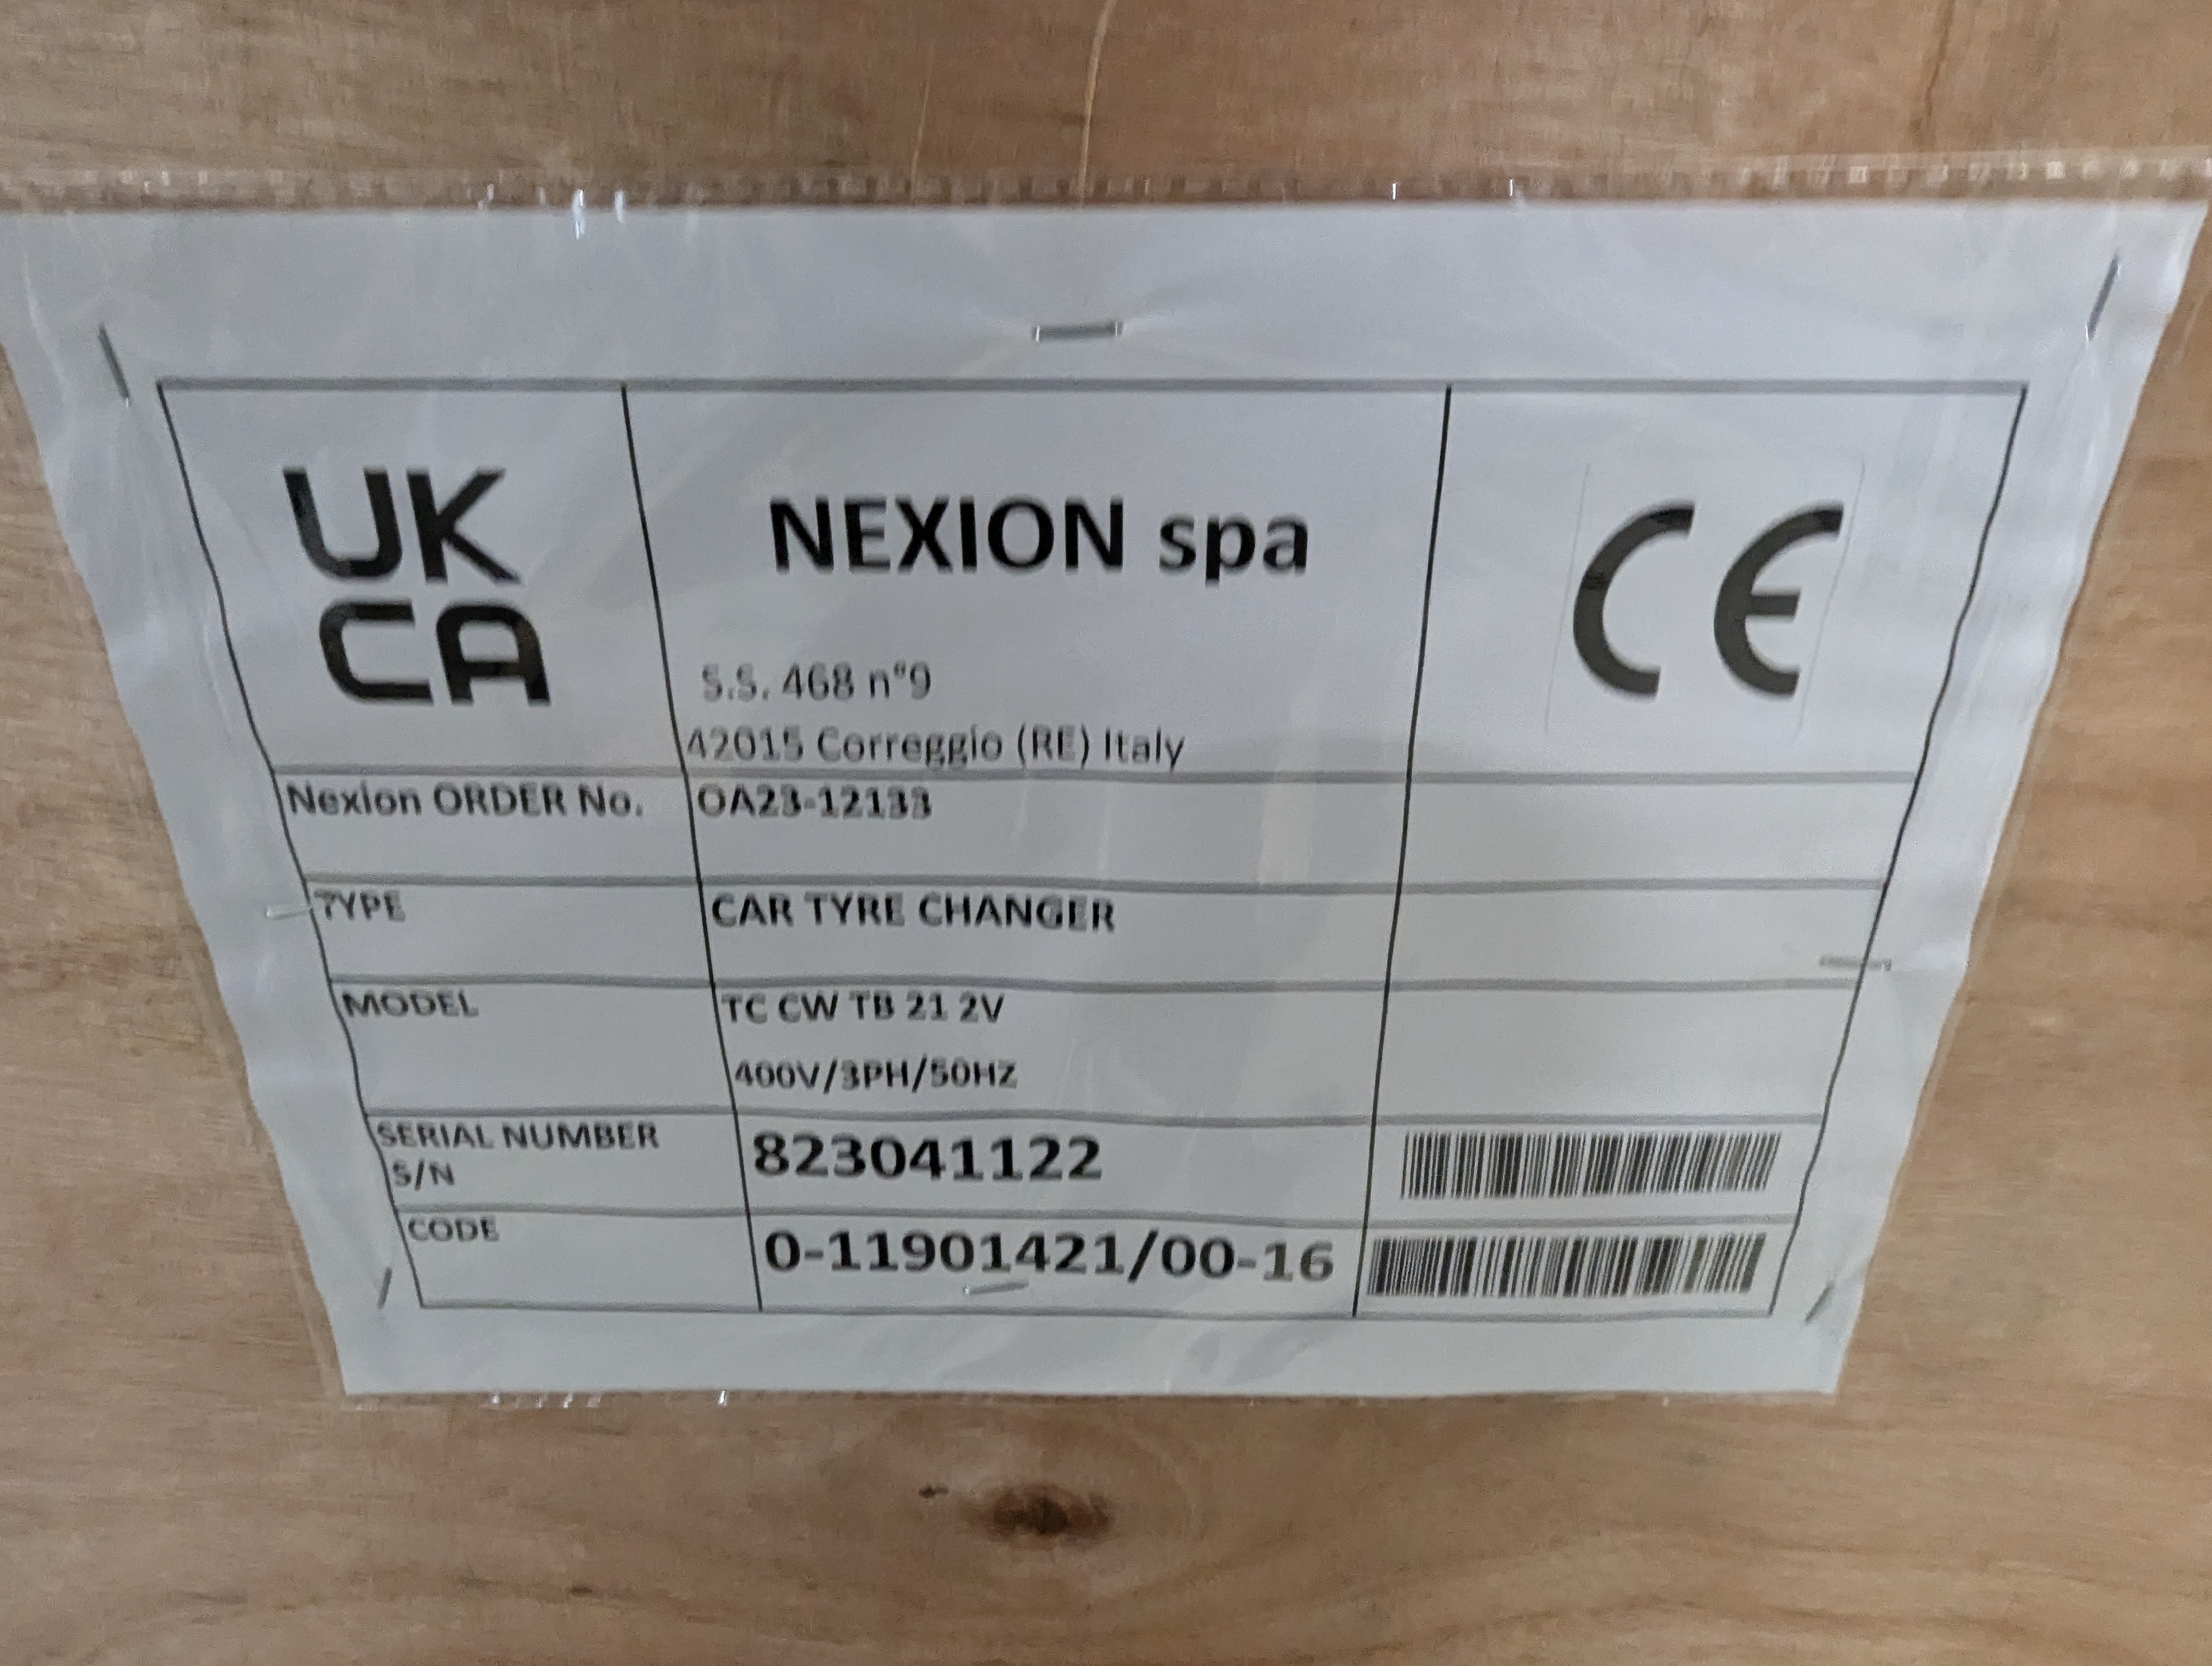 UK
CA
NEXION spa
CE
S.S. 468 n°9
42015 Correggio (RE) Italy
Nexion ORDER No. OA23-12133
TYPE CAR TYRE CHANGER
MODEL TC CW TB 21 2V
400V/3PH/50HZ
SERIAL NUMBER 823041122
S/N
CODE 0-11901421/00-16